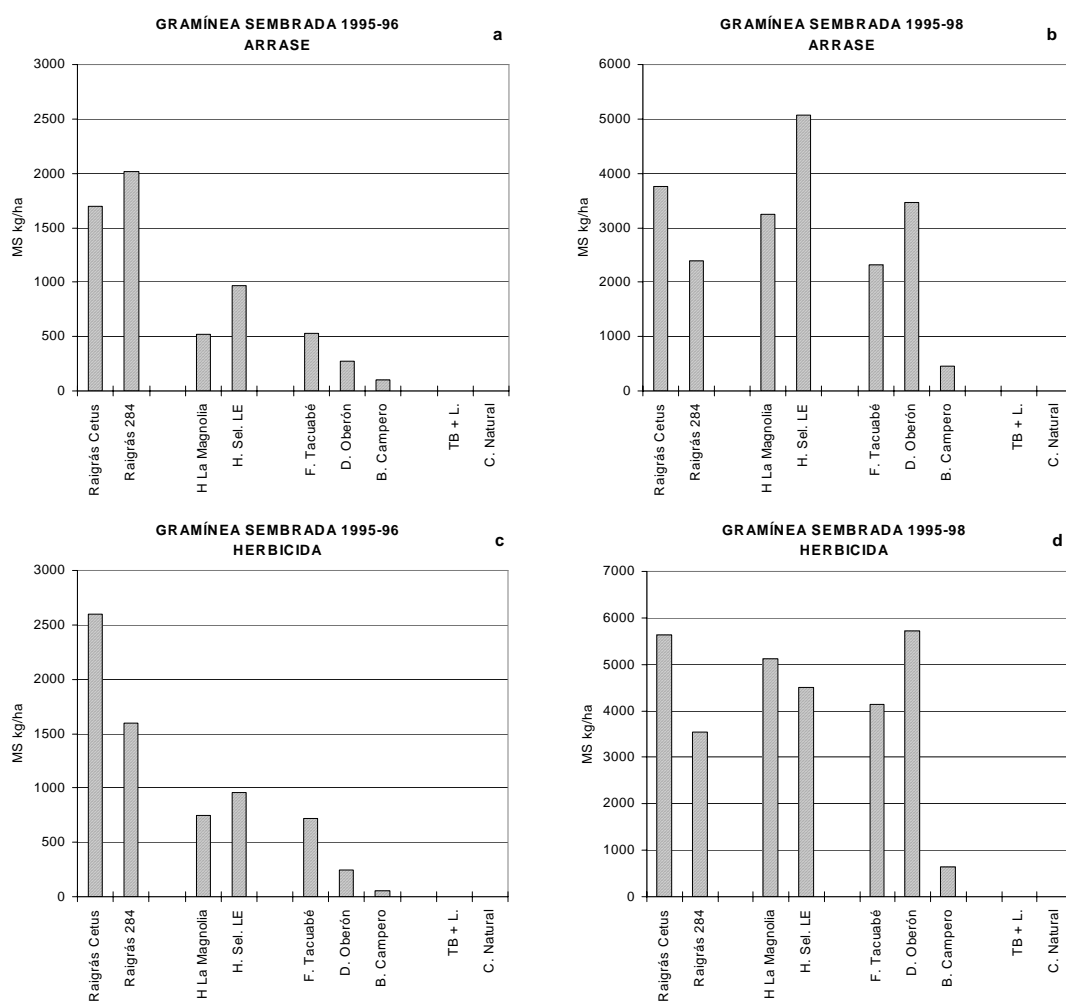 GRAMÍNEA SEMBRADA 1995-96
ARRASE
a
3000
2500
2000
1500
1000
500
0
MS kg/ha
Raigrás Cetus
Raigrás 284
H La Magnolia
H. Sel. LE
F. Tacuabé
D. Oberón
B. Campero
TB + L.
C. Natural
GRAMÍNEA SEMBRADA 1995-98
ARRASE
b
6000
5000
4000
3000
2000
1000
0
MS kg/ha
Raigrás Cetus
Raigrás 284
H La Magnolia
H. Sel. LE
F. Tacuabé
D. Oberón
B. Campero
TB + L.
C. Natural
GRAMÍNEA SEMBRADA 1995-96
HERBICIDA
c
3000
2500
2000
1500
1000
500
0
MS kg/ha
Raigrás Cetus
Raigrás 284
H La Magnolia
H. Sel. LE
F. Tacuabé
D. Oberón
B. Campero
TB + L.
C. Natural
GRAMÍNEA SEMBRADA 1995-98
HERBICIDA
d
7000
6000
5000
4000
3000
2000
1000
0
MS kg/ha
Raigrás Cetus
Raigrás 284
H La Magnolia
H. Sel. LE
F. Tacuabé
D. Oberón
B. Campero
TB + L.
C. Natural